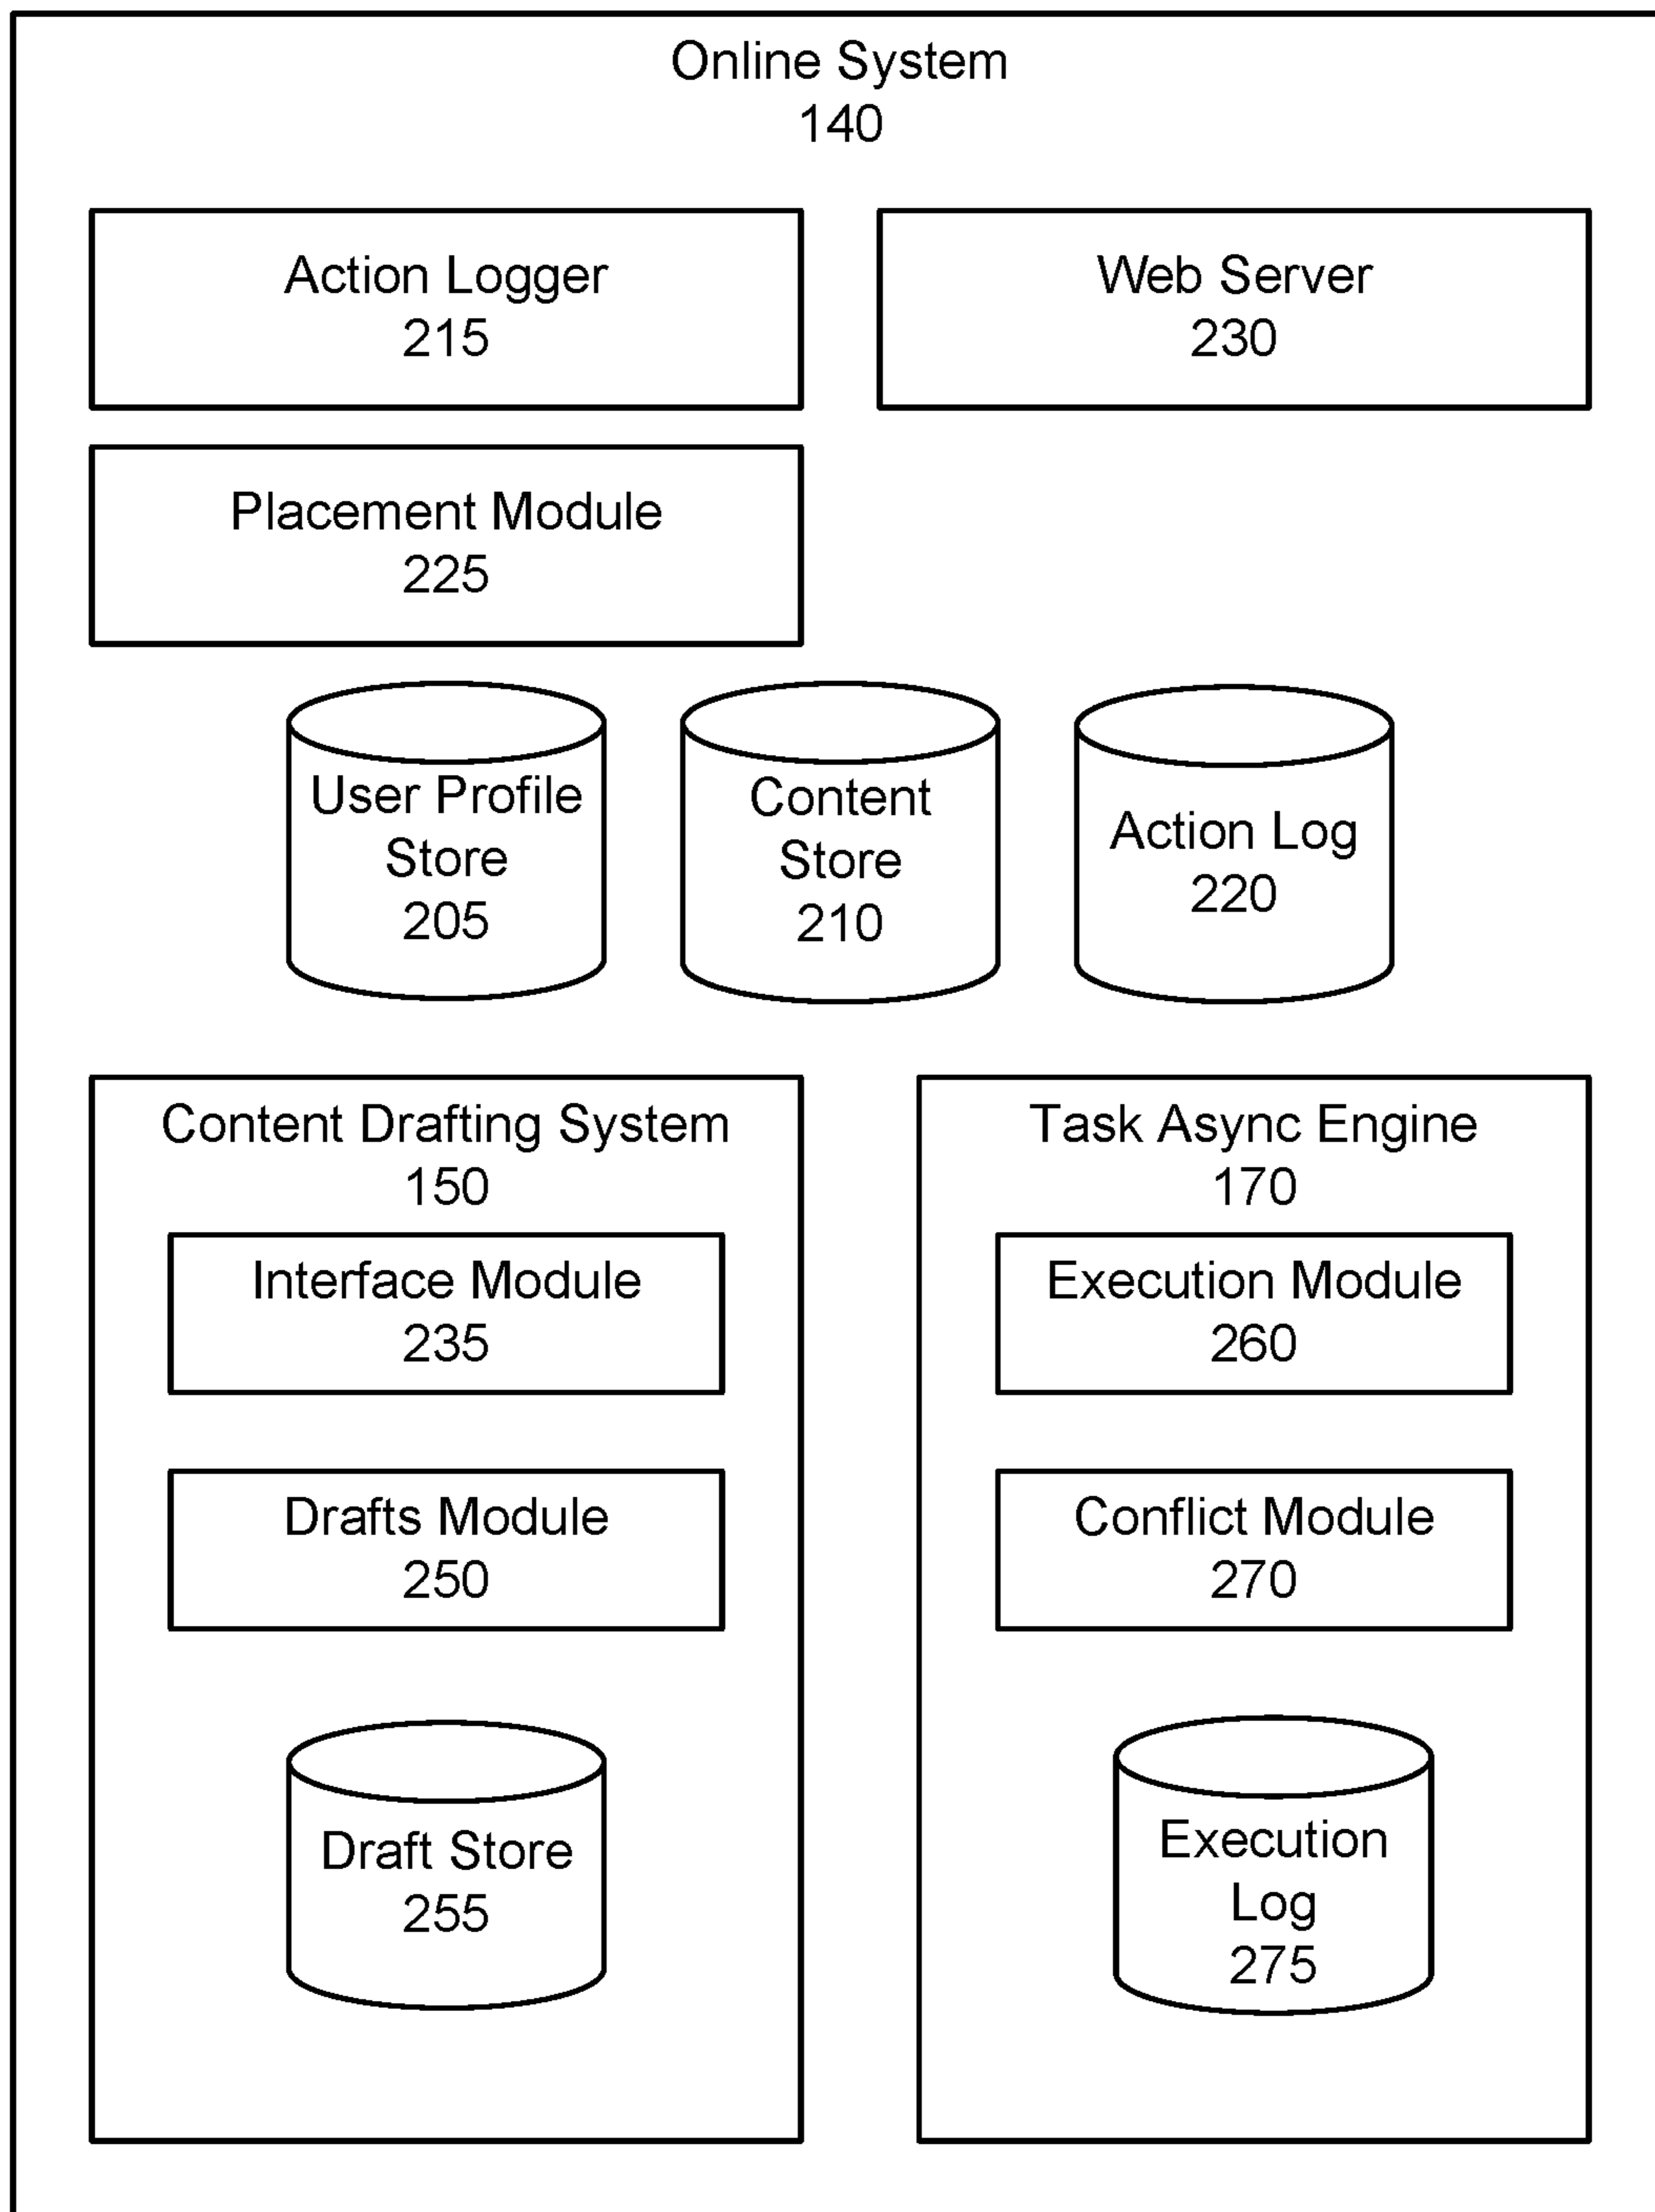 Online System
140
Action Logger
215
Web Server
230
Placement Module
225
User Profile
Store
205
Content
Store
210
Action Log
220
Content Drafting System
150
Interface Module
235
Drafts Module
250
Draft Store
255
Task Async Engine
170
Execution Module
260
Conflict Module
270
Execution
Log
275